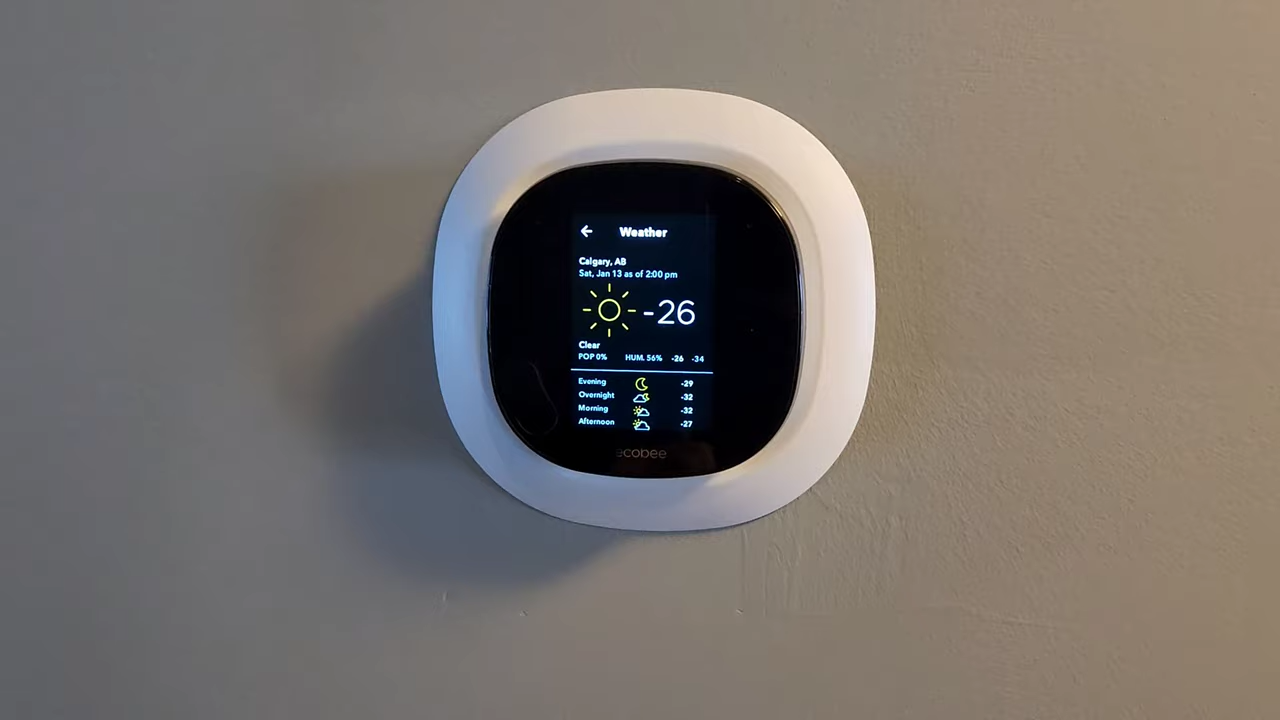 Weather
Calgary, AB
Sat, Jan 13 as of 2:00 pm
-26
Clear
POP 0% HUM. 56% -26 -34
Evening -29
Overnight -32
Morning -32
Afternoon -27
ecobee